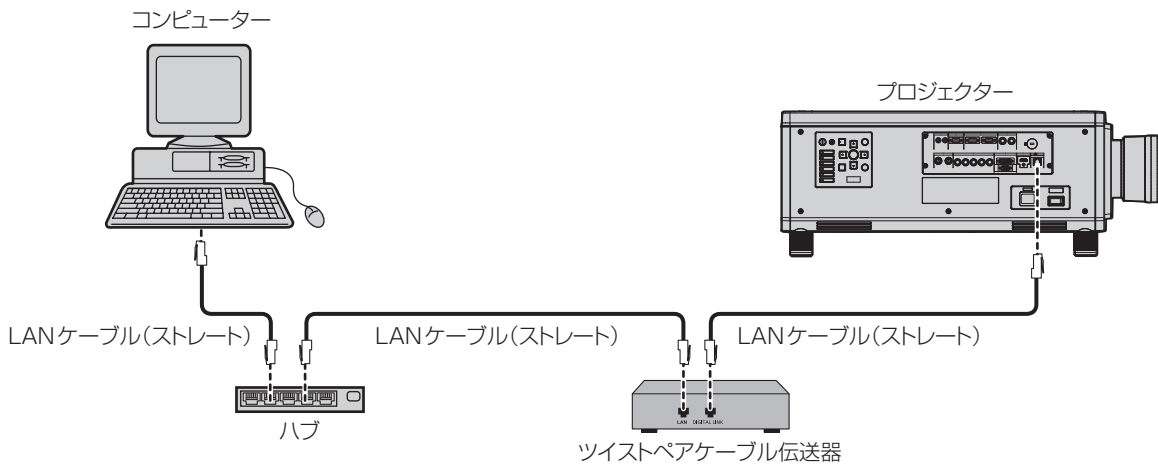 コンピューター
プロジェクター
LANケーブル（ストレート）
LANケーブル（ストレート）
LANケーブル（ストレート）
LAN DIGITAL LINK
ハブ
ツイストペアケーブル伝送器